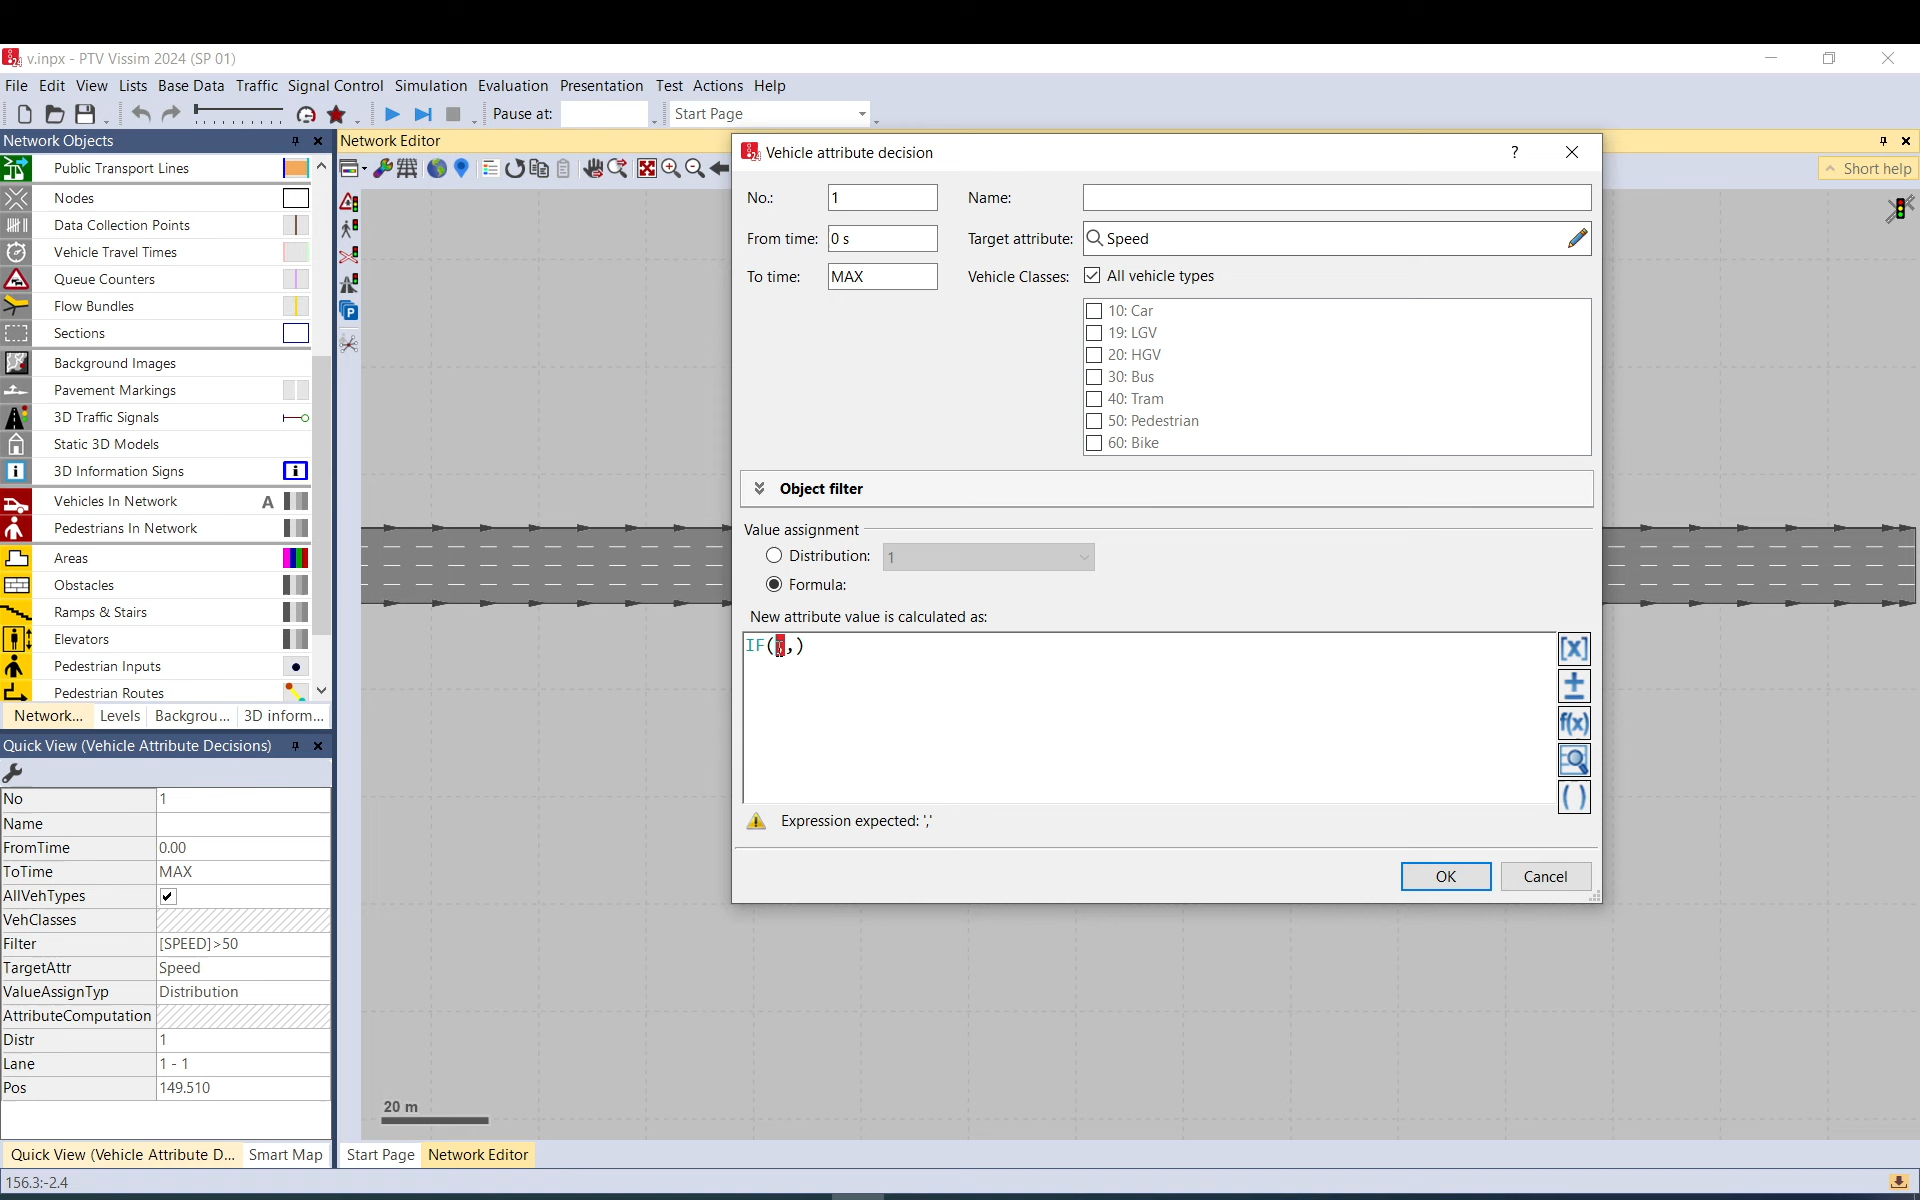 v.inpx - PTV Vissim 2024 (SP 01)
File Edit View Lists Base Data Traffic Signal Control Simulation Evaluation Presentation Test Actions Help
Pause at:
Start Page
Network Objects
Public Transport Lines
Nodes
Data Collection Points
Vehicle Travel Times
Queue Counters
Flow Bundles
Sections
Background Images
Pavement Markings
3D Traffic Signals
Static 3D Models
3D Information Signs
Vehicles In Network A
Pedestrians In Network
Areas
Obstacles
Ramps & Stairs
Elevators
Pedestrian Inputs
Pedestrian Routes
Network... Levels Backgrou... 3D inform...
Quick View (Vehicle Attribute Decisions)
No 1
Name
FromTime 0.00
ToTime MAX
AllVehTypes
VehClasses
Filter [SPEED]>50
TargetAttr Speed
ValueAssignTyp Distribution
AttributeComputation
Distr 1
Lane 1 - 1
Pos 149.510
Quick View (Vehicle Attribute D... Smart Map
156.3:-2.4
Network Editor
Short help
20 m
Start Page Network Editor
Vehicle attribute decision
?
No.: 1
Name:
From time: 0 s
Target attribute: Speed
To time: MAX
Vehicle Classes: All vehicle types
10: Car
19: LGV
20: HGV
30: Bus
40: Tram
50: Pedestrian
60: Bike
Object filter
Value assignment
Distribution: 1
Formula:
New attribute value is calculated as:
IF(,,)
[x]
±
f(x)
( )
Expression expected: ','
OK Cancel